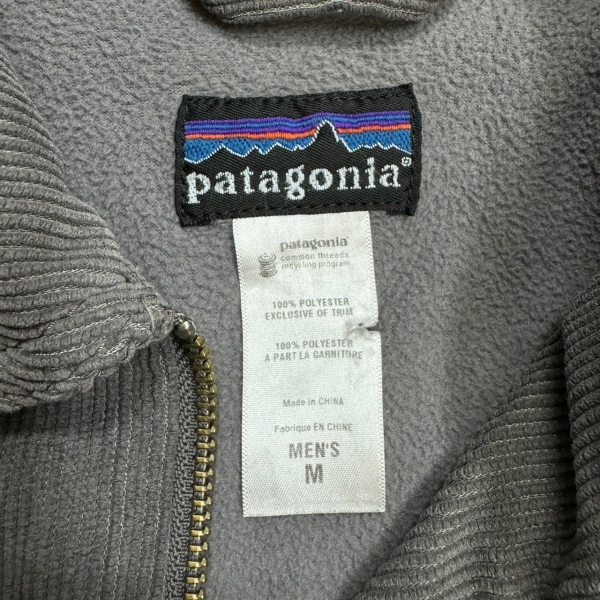 patagonia®
patagonia®
common threads
recycling program
100% POLYESTER
EXCLUSIVE OF TRIM
100% POLYESTER
A PART LA GARNITURE
Made in CHINA
Fabriqué EN CHINE
MEN'S
M